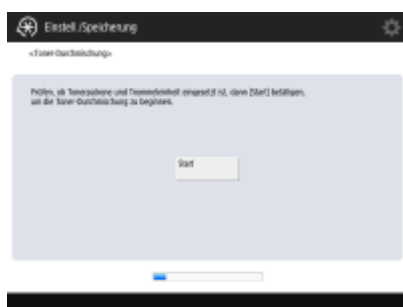 Einstell./Speicherung
<Toner-Durchmischung>
Prüfen, ob Tonerpatrone und Trommeleinheit eingesetzt ist, dann [Start] betätigen,
um die Toner-Durchmischung zu beginnen.
Start